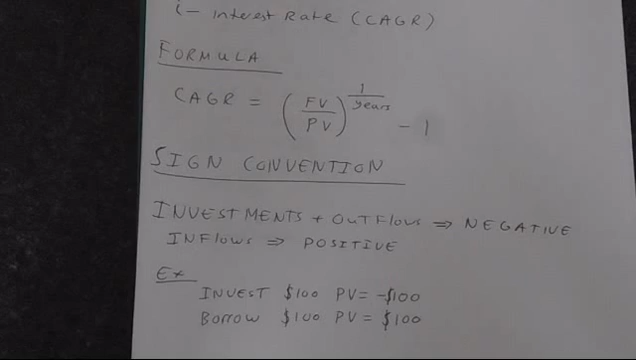 i - Interest Rate (CAGR)
FORMULA
CAGR = (FV/PV)^(1/years) - 1
SIGN CONVENTION
INVESTMENTS + OUTFLOWS ⇒ NEGATIVE
INFLOWS ⇒ POSITIVE
Ex
INVEST $100 PV = -$100
BORROW $100 PV = $100